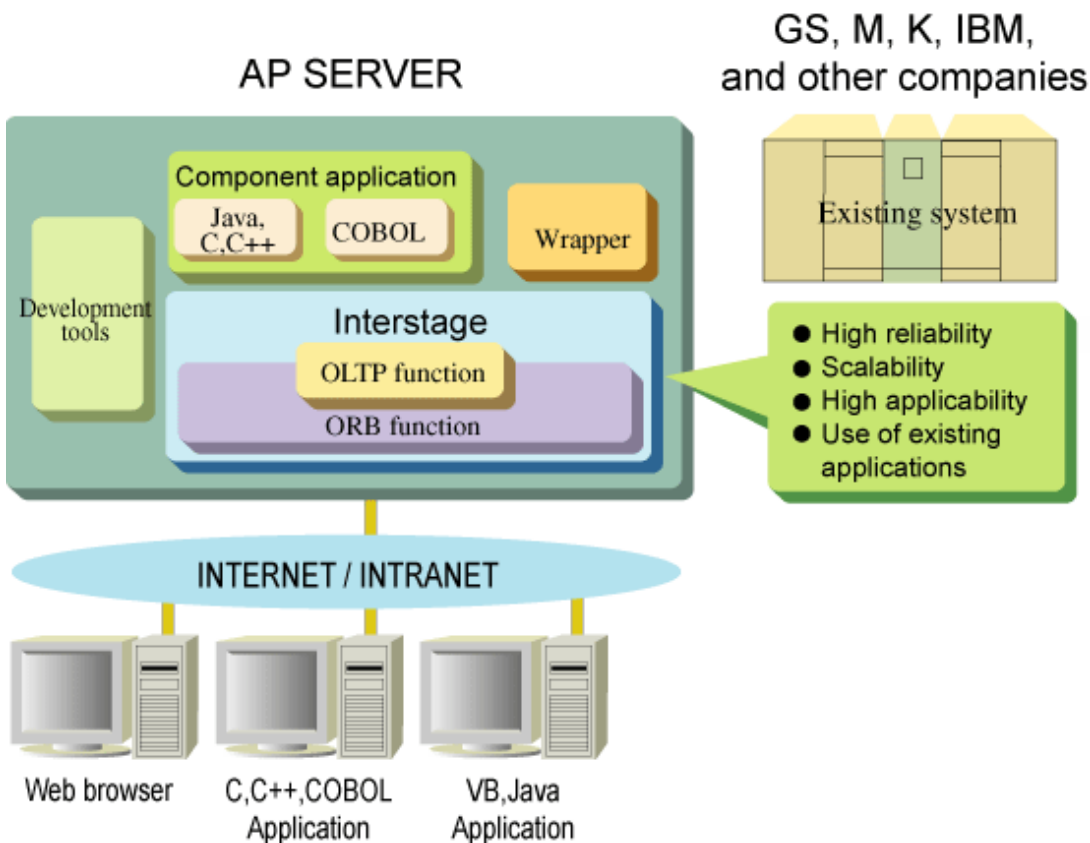 AP SERVER
GS, M, K, IBM,
and other companies
Component application
Java,
C,C++
COBOL
Wrapper
Development
tools
Interstage
OLTP function
ORB function
Existing system
● High reliability
● Scalability
● High applicability
● Use of existing
applications
INTERNET / INTRANET
Web browser
C,C++,COBOL
Application
VB,Java
Application